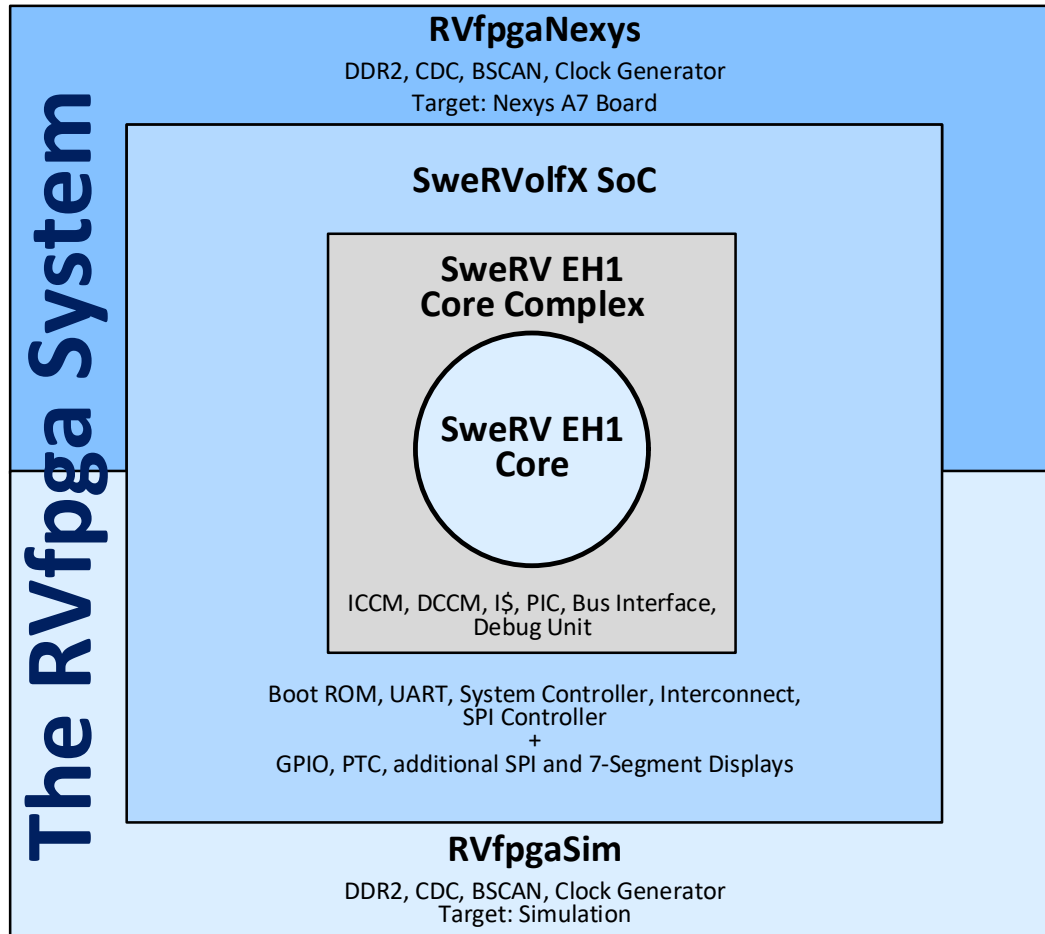 RVfpgaNexys
DDR2, CDC, BSCAN, Clock Generator
Target: Nexys A7 Board
The RVfpga System
SweRVolfX SoC
SweRV EH1
Core Complex
SweRV EH1
Core
ICCM, DCCM, I$, PIC, Bus Interface,
Debug Unit
Boot ROM, UART, System Controller, Interconnect,
SPI Controller
+
GPIO, PTC, additional SPI and 7-Segment Displays
RVfpgaSim
DDR2, CDC, BSCAN, Clock Generator
Target: Simulation